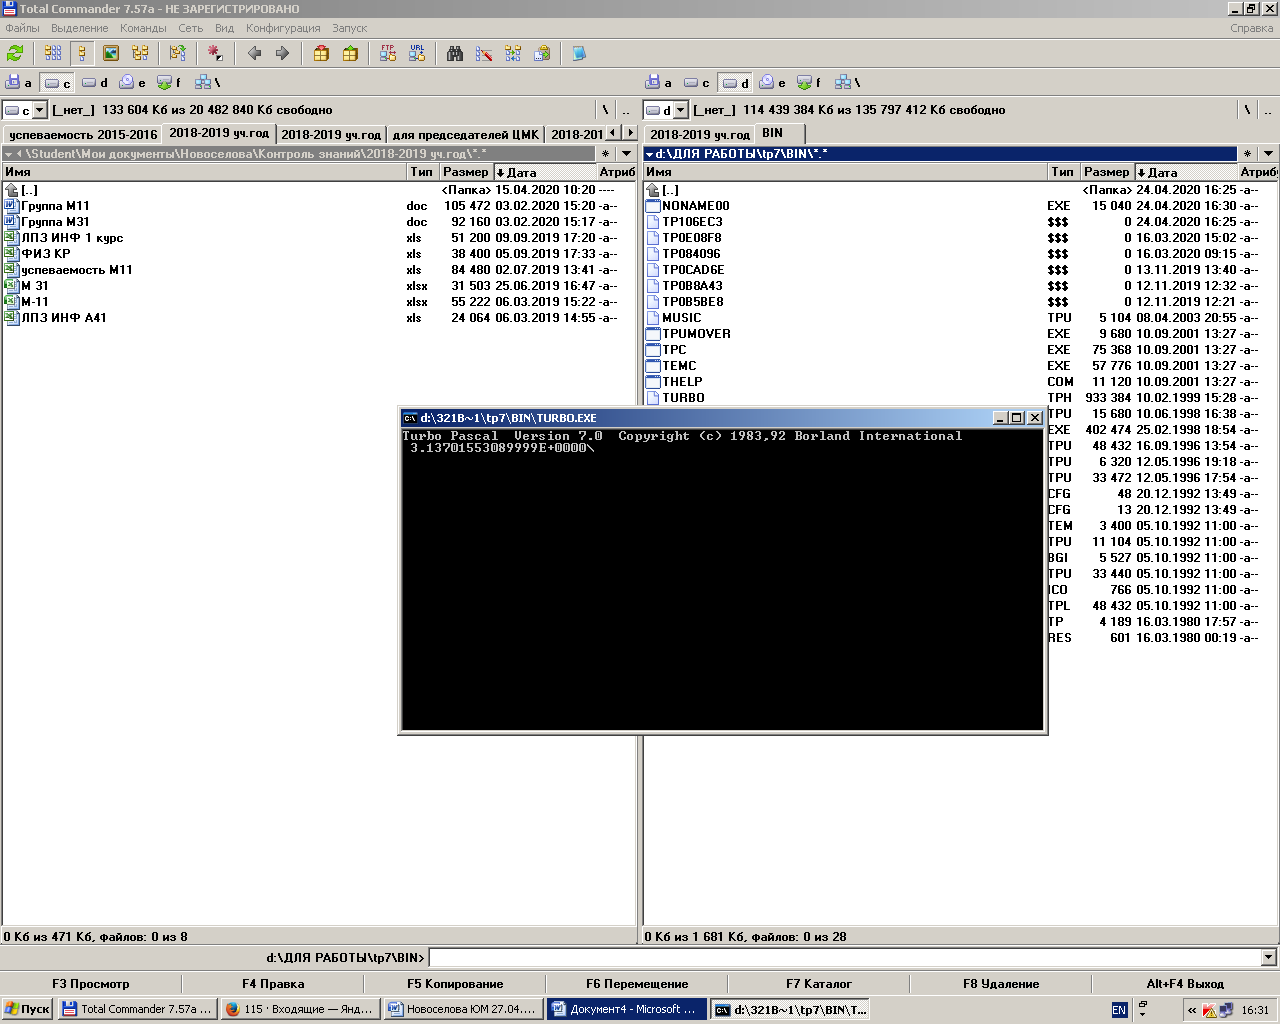 Total Commander 7.57a - НЕ ЗАРЕГИСТРИРОВАНО
Файлы Выделение Команды Сеть Вид Конфигурация Запуск Справка
FTP URL
a c d e f \ a c d e f \
c [_нет_] 133 604 Кб из 20 482 840 Кб свободно \ .. d [_нет_] 114 439 384 Кб из 135 797 412 Кб свободно \ ..
успеваемость 2015-2016 2018-2019 уч.год 2018-2019 уч.год для председателей ЦМК 2018-201 2018-2019 уч.год BIN
\Student\Мои документы\Новоселова\Контроль знаний\2018-2019 уч.год\*.* * d:\ДЛЯ РАБОТЫ\tp7\BIN\*.* *
Имя Тип Размер Дата Атриб Имя Тип Размер Дата Атриб
[..] <Папка> 15.04.2020 10:20 ---- [..] <Папка> 24.04.2020 16:25 -a--
Группа М11 doc 105 472 03.02.2020 15:20 -a-- NONAME00 EXE 15 040 24.04.2020 16:30 -a--
Группа М31 doc 92 160 03.02.2020 15:17 -a-- TP106EC3 $$$ 0 24.04.2020 16:25 -a--
ЛПЗ ИНФ 1 курс xls 51 200 09.09.2019 17:20 -a-- TP0E08F8 $$$ 0 16.03.2020 15:02 -a--
ФИЗ КР xls 38 400 05.09.2019 17:33 -a-- TP084096 $$$ 0 16.03.2020 09:15 -a--
успеваемость М11 xls 84 480 02.07.2019 13:41 -a-- TP0CAD6E $$$ 0 13.11.2019 13:40 -a--
М 31 xlsx 31 503 25.06.2019 16:47 -a-- TP0B8A43 $$$ 0 12.11.2019 12:32 -a--
М-11 xlsx 55 222 06.03.2019 15:22 -a-- TP0B5BE8 $$$ 0 12.11.2019 12:21 -a--
ЛПЗ ИНФ А41 xls 24 064 06.03.2019 14:55 -a-- MUSIC TPU 5 104 08.04.2003 20:55 -a--
TPUMOVER EXE 9 680 10.09.2001 13:27 -a--
TPC EXE 75 368 10.09.2001 13:27 -a--
TEMC EXE 57 776 10.09.2001 13:27 -a--
THELP COM 11 120 10.09.2001 13:27 -a--
TURBO TPH 933 384 10.02.1999 15:28 -a--
d:\321B~1\tp7\BIN\TURBO.EXE
TPU 15 680 10.06.1998 16:38 -a--
Turbo Pascal Version 7.0 Copyright (c) 1983,92 Borland International
EXE 402 474 25.02.1998 18:54 -a--
3.13701553089999E+0000\
TPU 48 432 16.09.1996 13:54 -a--
TPU 6 320 12.05.1996 19:18 -a--
TPU 33 472 12.05.1996 17:54 -a--
CFG 48 20.12.1992 13:49 -a--
CFG 13 20.12.1992 13:49 -a--
TEM 3 400 05.10.1992 11:00 -a--
TPU 11 104 05.10.1992 11:00 -a--
BGI 5 527 05.10.1992 11:00 -a--
TPU 33 440 05.10.1992 11:00 -a--
ICO 766 05.10.1992 11:00 -a--
TPL 48 432 05.10.1992 11:00 -a--
TP 4 189 16.03.1980 17:57 -a--
RES 601 16.03.1980 00:19 -a--
0 Кб из 471 Кб, файлов: 0 из 8 0 Кб из 1 681 Кб, файлов: 0 из 28
d:\ДЛЯ РАБОТЫ\tp7\BIN>
F3 Просмотр F4 Правка F5 Копирование F6 Перемещение F7 Каталог F8 Удаление Alt+F4 Выход
Пуск Total Commander 7.57a ... 115 · Входящие — Янд... Новоселова ЮМ 27.04.... Документ4 - Microsoft ... d:\321B~1\tp7\BIN\T... EN « 16:31